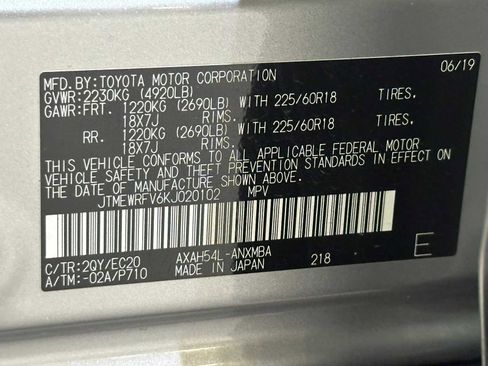 06/19
MFD.BY:TOYOTA MOTOR CORPORATION
GVWR:2230KG (4920LB)
GAWR:FRT. 1220KG (2690LB) WITH 225/60R18 TIRES.
18X7J RIMS.
RR. 1220KG (2690LB) WITH 225/60R18 TIRES.
18X7J RIMS.
THIS VEHICLE CONFORMS TO ALL APPLICABLE FEDERAL MOTOR
VEHICLE SAFETY AND THEFT PREVENTION STANDARDS IN EFFECT ON
THE DATE OF MANUFACTURE SHOWN ABOVE.
JTMEWRFV6KJ020102 MPV
C/TR:2QY/EC20 AXAH54L-ANXMBA
A/TM:-02A/P710 MADE IN JAPAN 218
E